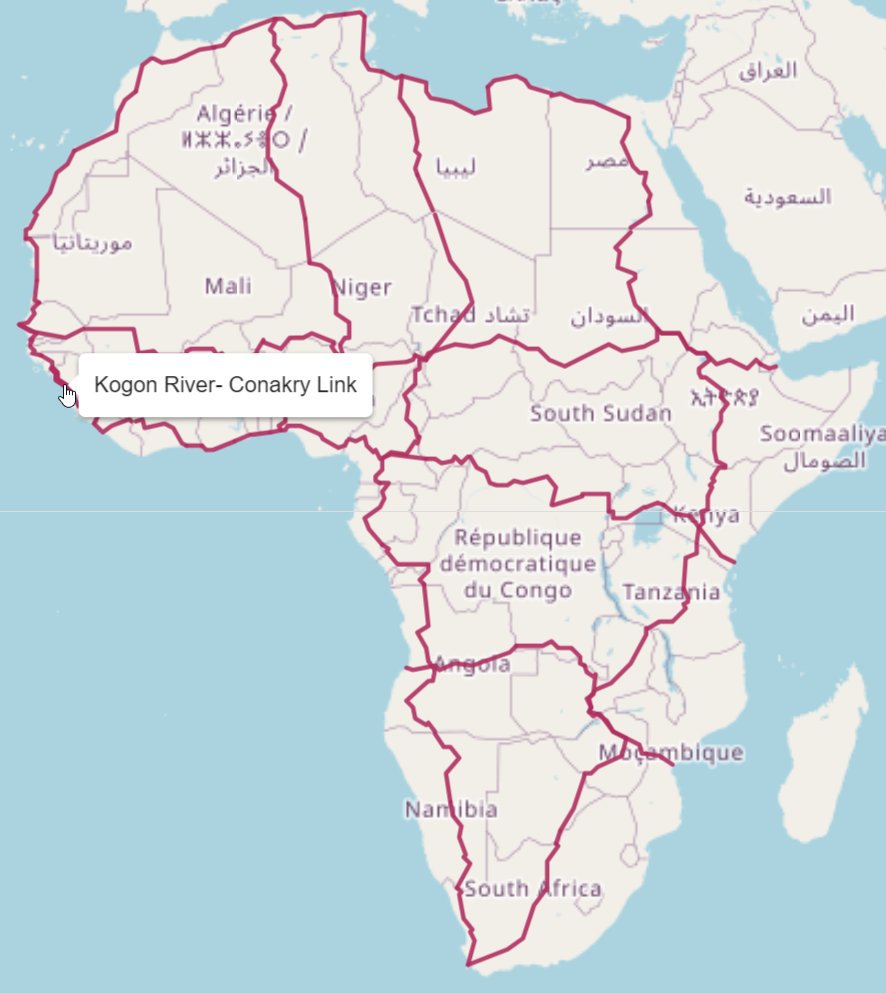 العراق
Algérie /
ⵍⵣⵣⴰⵢⴻⵔ /
الجزائر
ليبيا
مصر
السعودية
موريتانيا
Mali
Niger
Tchad تشاد
السودان
اليمن
Kogon River- Conakry Link
South Sudan
ኢትዮጵያ
Soomaaliya
الصومال
Kenya
République
démocratique
du Congo
Tanzania
Angola
Moçambique
Namibia
South Africa